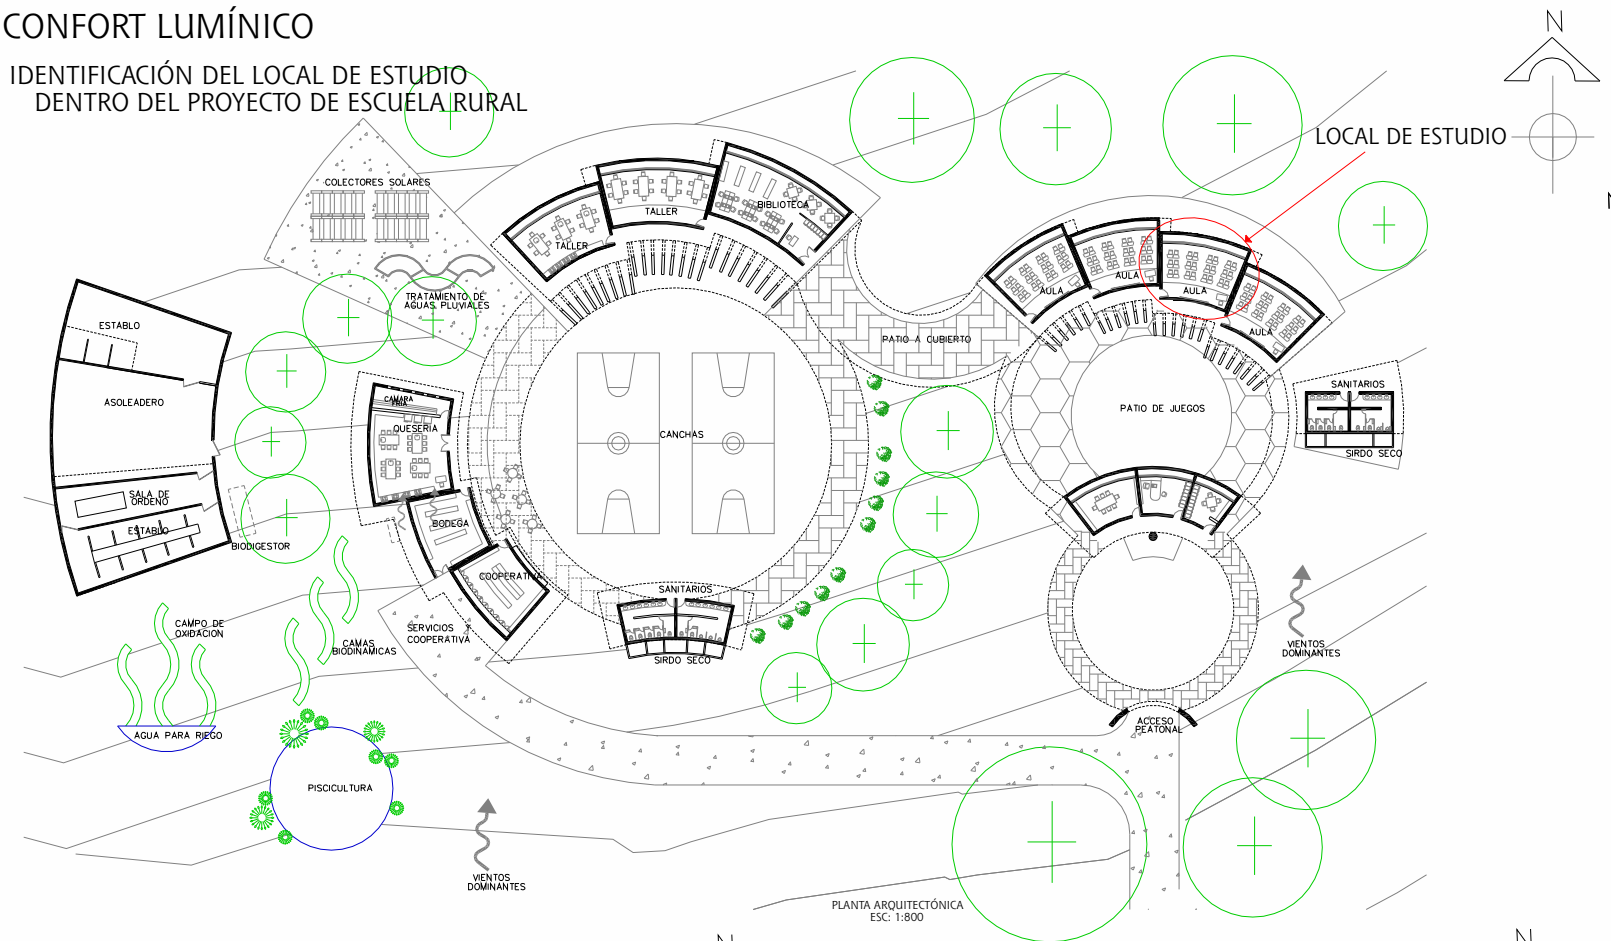 CONFORT LUMÍNICO
IDENTIFICACIÓN DEL LOCAL DE ESTUDIO
DENTRO DEL PROYECTO DE ESCUELA RURAL
N
LOCAL DE ESTUDIO
COLECTORES SOLARES
TALLER
TALLER
BIBLIOTECA
TRATAMIENTO DE
AGUAS PLUVIALES
AULA
AULA
AULA
AULA
PATIO A CUBIERTO
PATIO DE JUEGOS
SANITARIOS
SIRDO SECO
ESTABLO
ASOLEADERO
SALA DE
ORDEÑO
ESTABLO
BIODIGESTOR
CAMARA
FRIA
QUESERIA
BODEGA
COOPERATIVA
CANCHAS
SANITARIOS
SIRDO SECO
SERVICIOS
COOPERATIVA
CAMPO DE
OXIDACION
CAMAS
BIODINAMICAS
AGUA PARA RIEGO
PISCICULTURA
VIENTOS
DOMINANTES
ACCESO
PEATONAL
VIENTOS
DOMINANTES
PLANTA ARQUITECTÓNICA
ESC: 1:800